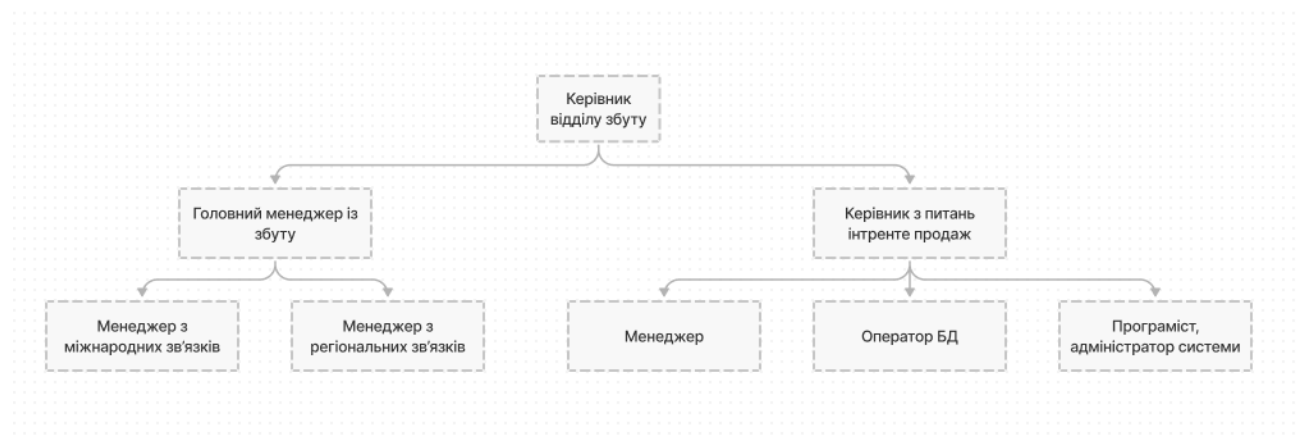 Керівник
відділу збуту
Головний менеджер із
збуту
Керівник з питань
інтренте продаж
Менеджер з
міжнародних зв'язків
Менеджер з
регіональних зв'язків
Менеджер
Оператор БД
Програміст,
адміністратор системи